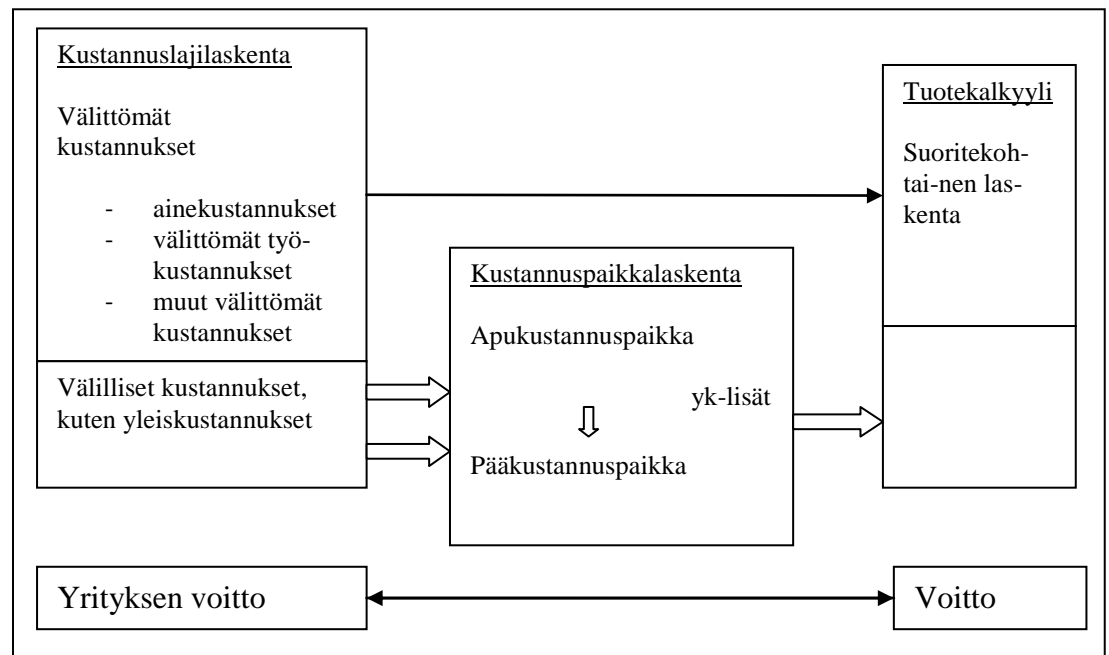 Kustannuslajilaskenta
Välittömät
kustannukset
- ainekustannukset
- välittömät työ-
kustannukset
- muut välittömät
kustannukset
Välilliset kustannukset,
kuten yleiskustannukset
Kustannuspaikkalaskenta
Apukustannuspaikka
yk-lisät
Pääkustannuspaikka
Tuotekalkyyli
Suoritekoh-
tai-nen las-
kenta
Yrityksen voitto
Voitto